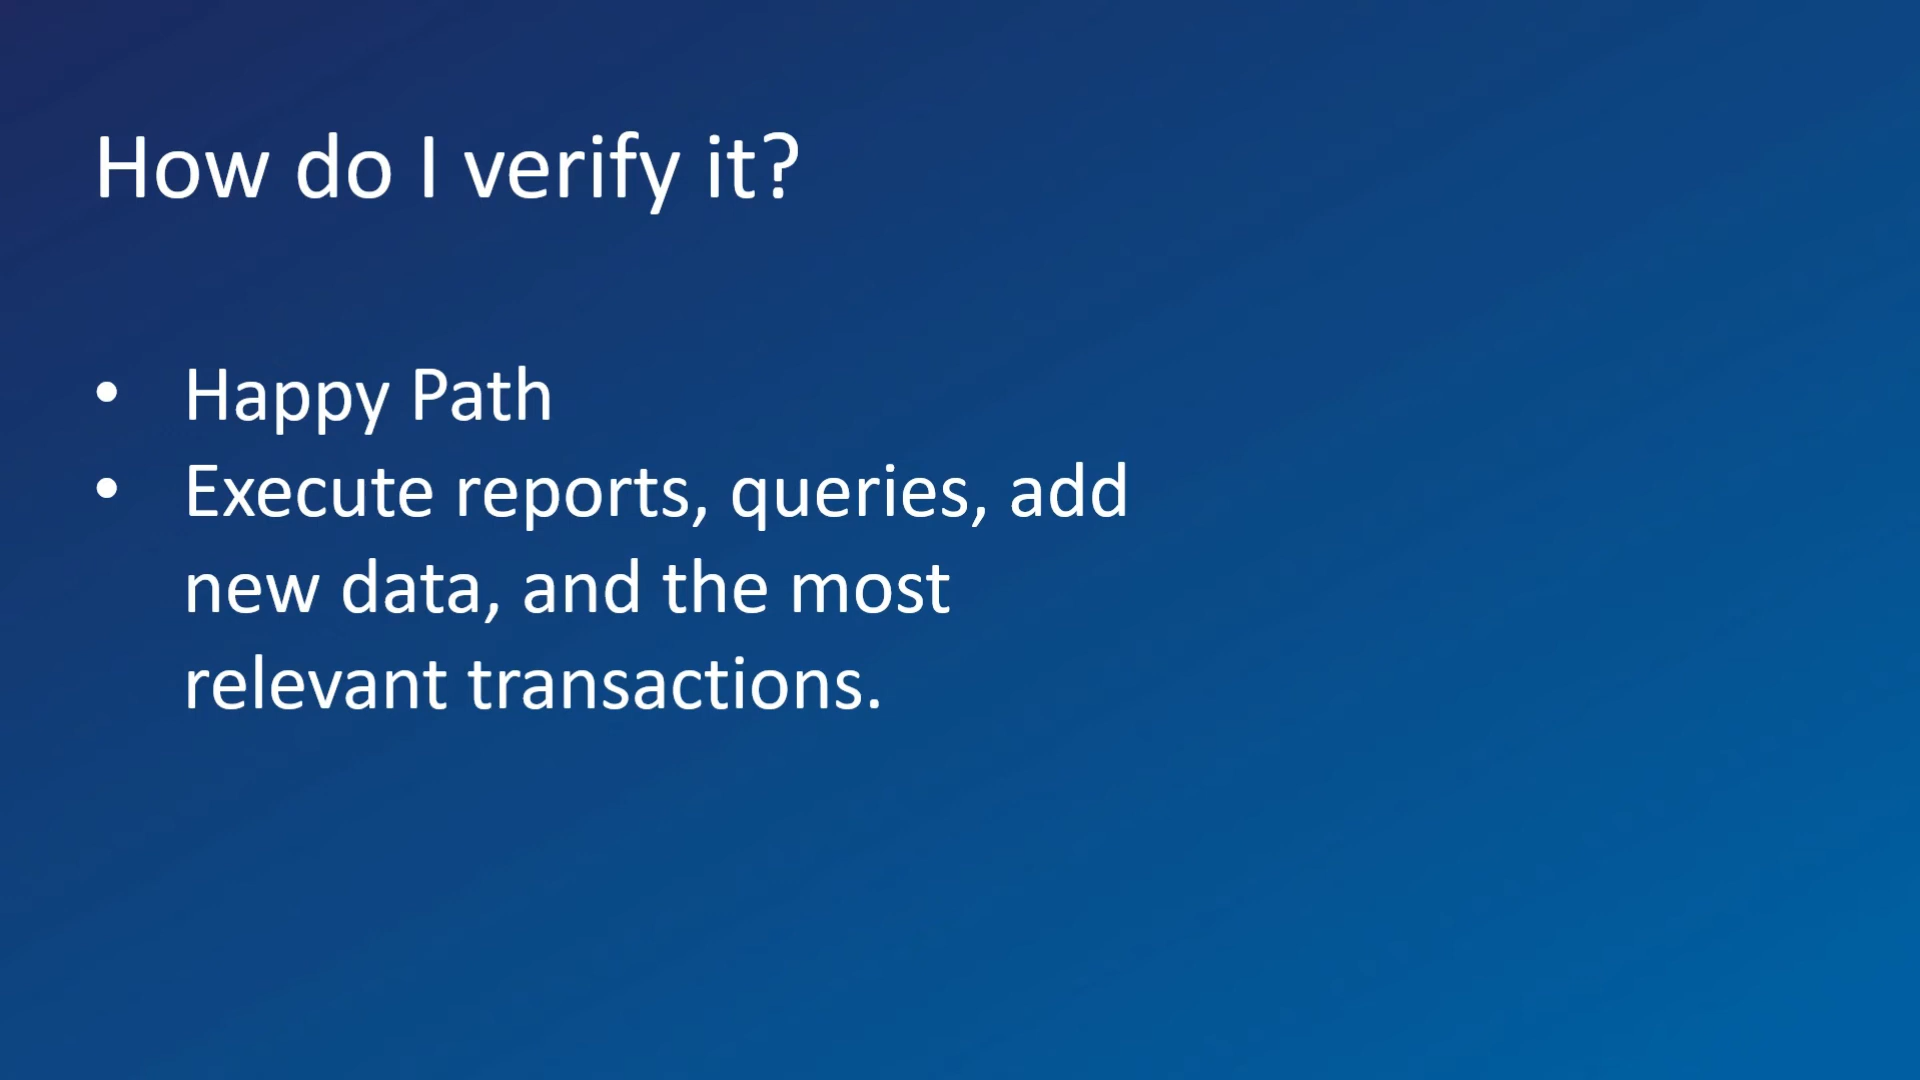 How do I verify it?
• Happy Path
• Execute reports, queries, add
new data, and the most
relevant transactions.